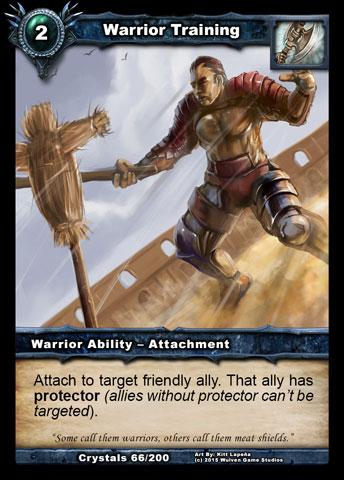 2
Warrior Training
Warrior Ability – Attachment
Attach to target friendly ally. That ally has
protector (allies without protector can't be
targeted).
"Some call them warriors, others call them meat shields."
Crystals 66/200
Art By: Kitt Lapeña
(c) 2015 Wulven Game Studios